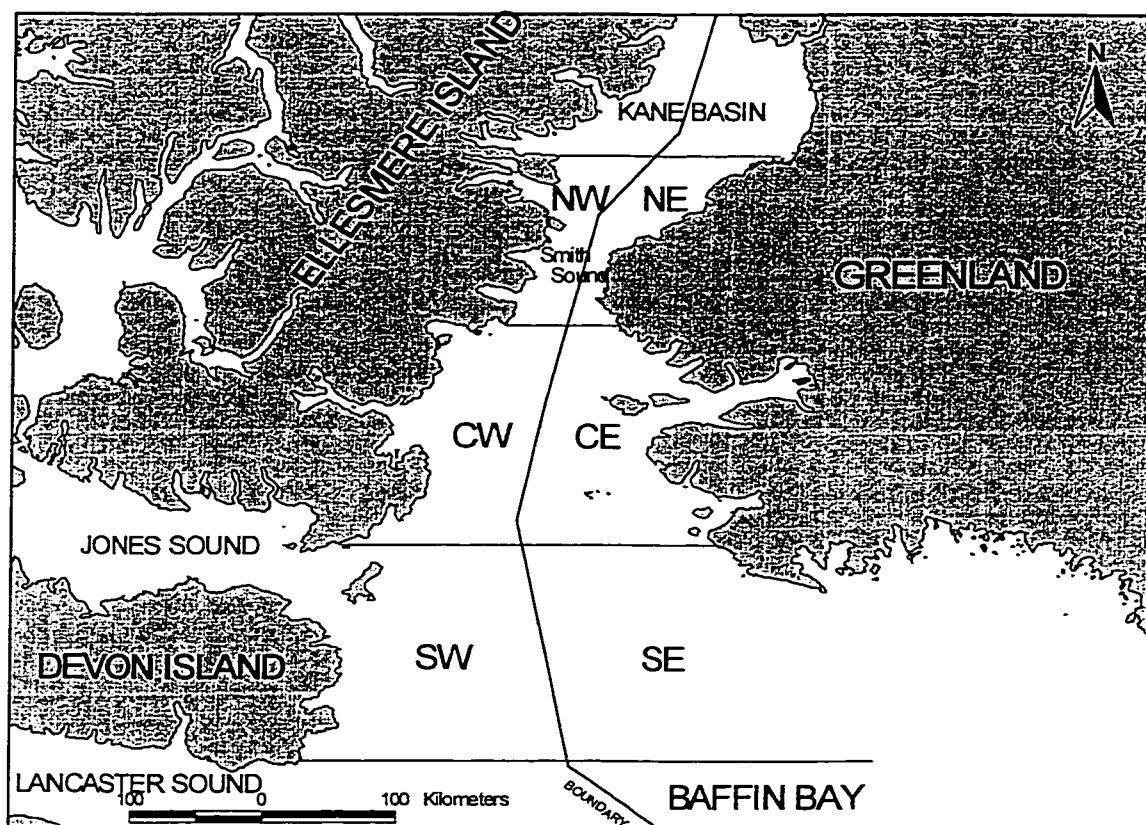 N
ELLESMERE ISLAND
KANE BASIN
NW NE
Smith
Sound
GREENLAND
CW CE
JONES SOUND
DEVON ISLAND
SW SE
LANCASTER SOUND
100 0 100 Kilometers
BOUNDARY
BAFFIN BAY